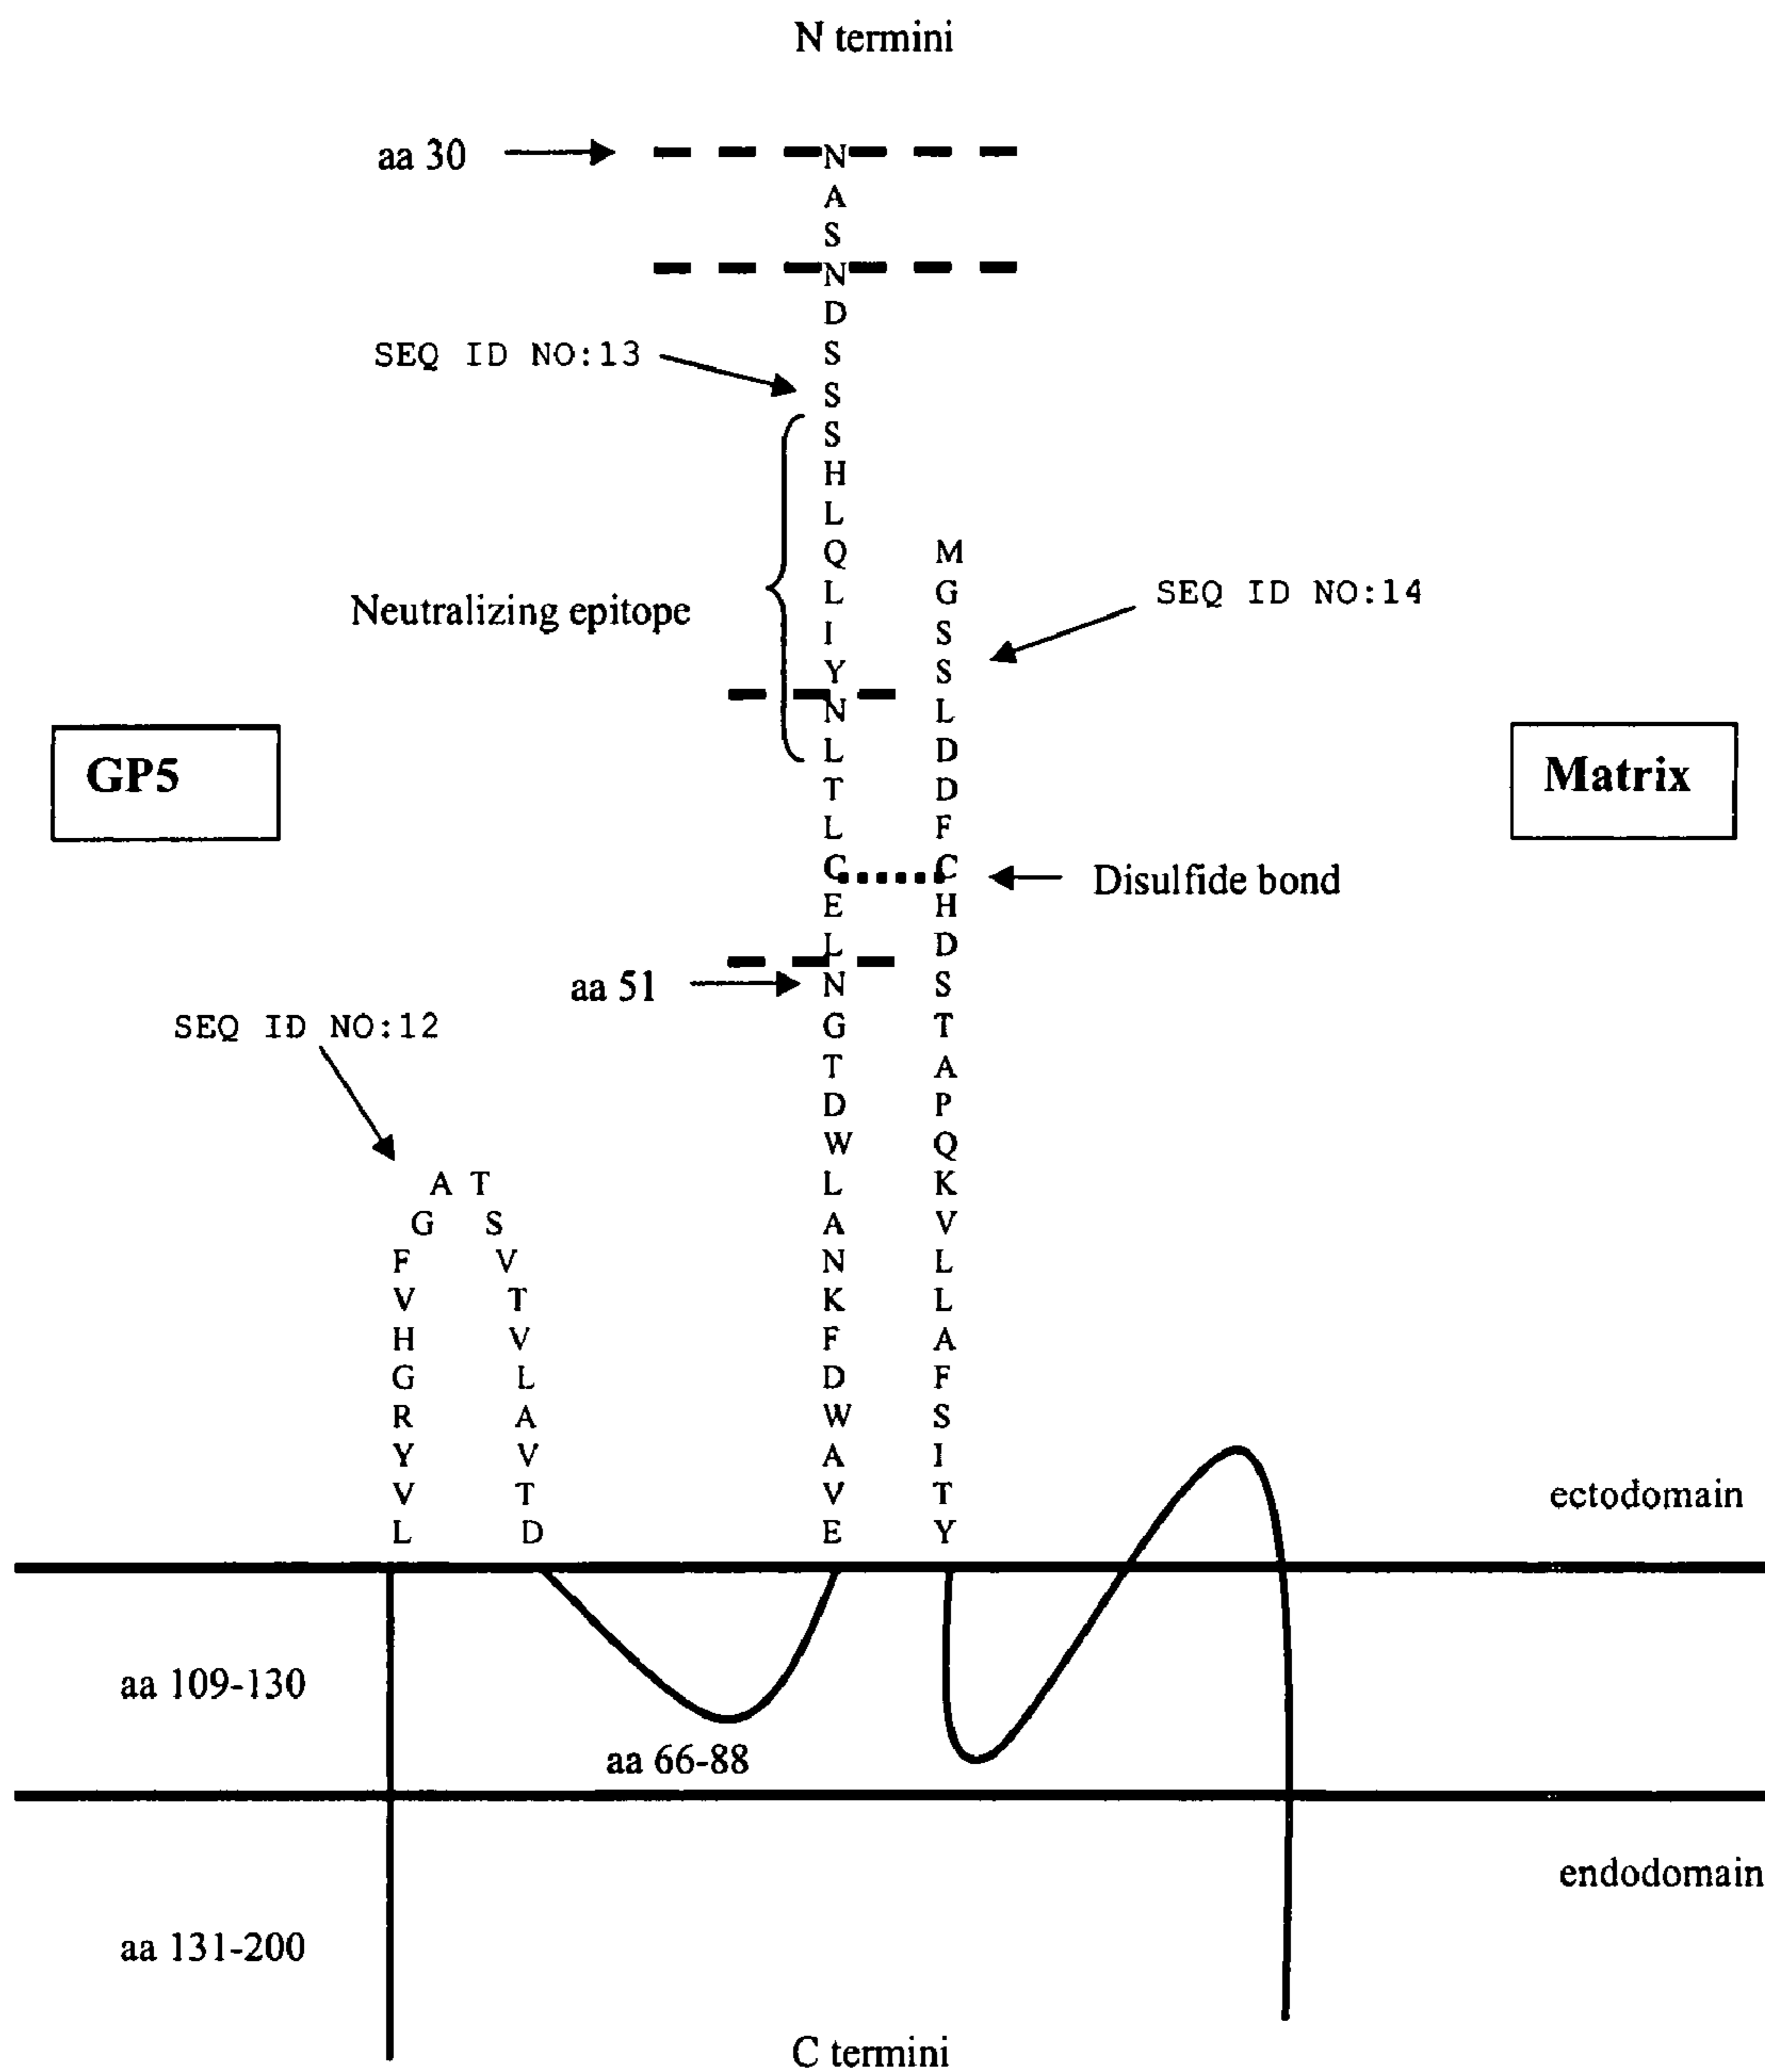 N termini
aa 30
N A S N D S S S H L Q L I Y N L T L C E L N G T D W L A N K F D W A V E
SEQ ID NO:13
M G S S L D D F C H D S T A P Q K V L L A F S I T Y
SEQ ID NO:14
Neutralizing epitope
GP5
Matrix
Disulfide bond
aa 51
SEQ ID NO:12
L V Y R G H V F G A T S V T V L A V T D
ectodomain
aa 109-130
aa 66-88
endodomain
aa 131-200
C termini